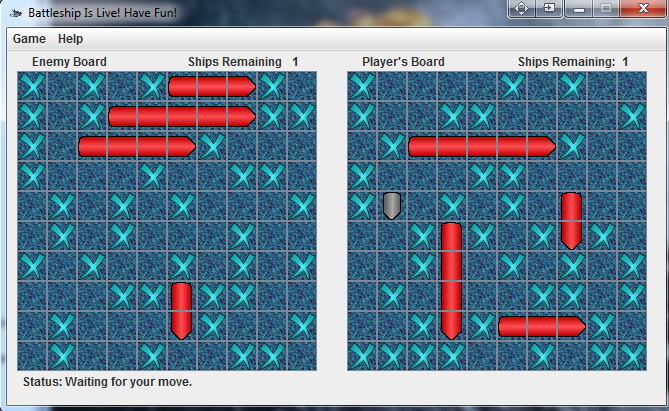 Battleship Is Live! Have Fun!
Game Help
Enemy Board Ships Remaining 1 Player's Board Ships Remaining: 1
Status: Waiting for your move.